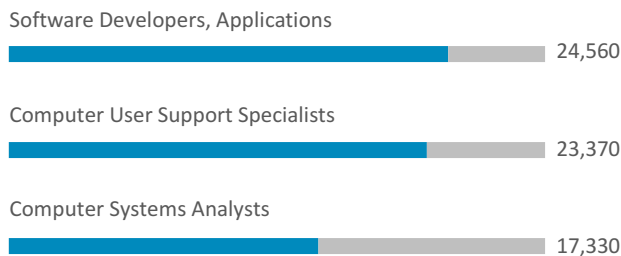 Software Developers, Applications
24,560
Computer User Support Specialists
23,370
Computer Systems Analysts
17,330